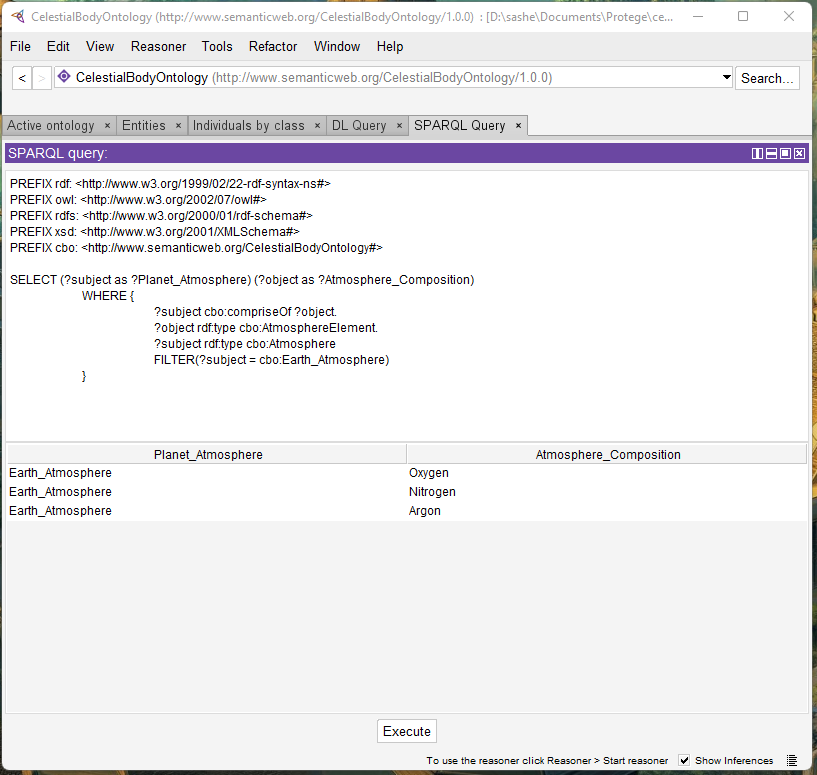 CelestialBodyOntology (http://www.semanticweb.org/CelestialBodyOntology/1.0.0) : [D:\sashe\Documents\Protege\ce...
File Edit View Reasoner Tools Refactor Window Help
< > CelestialBodyOntology (http://www.semanticweb.org/CelestialBodyOntology/1.0.0) Search...
Active ontology × Entities × Individuals by class × DL Query × SPARQL Query ×
SPARQL query:
PREFIX rdf: <http://www.w3.org/1999/02/22-rdf-syntax-ns#>
PREFIX owl: <http://www.w3.org/2002/07/owl#>
PREFIX rdfs: <http://www.w3.org/2000/01/rdf-schema#>
PREFIX xsd: <http://www.w3.org/2001/XMLSchema#>
PREFIX cbo: <http://www.semanticweb.org/CelestialBodyOntology#>
SELECT (?subject as ?Planet_Atmosphere) (?object as ?Atmosphere_Composition)
WHERE {
?subject cbo:compriseOf ?object.
?object rdf:type cbo:AtmosphereElement.
?subject rdf:type cbo:Atmosphere
FILTER(?subject = cbo:Earth_Atmosphere)
}
Planet_Atmosphere Atmosphere_Composition
Earth_Atmosphere Oxygen
Earth_Atmosphere Nitrogen
Earth_Atmosphere Argon
Execute
To use the reasoner click Reasoner > Start reasoner Show Inferences